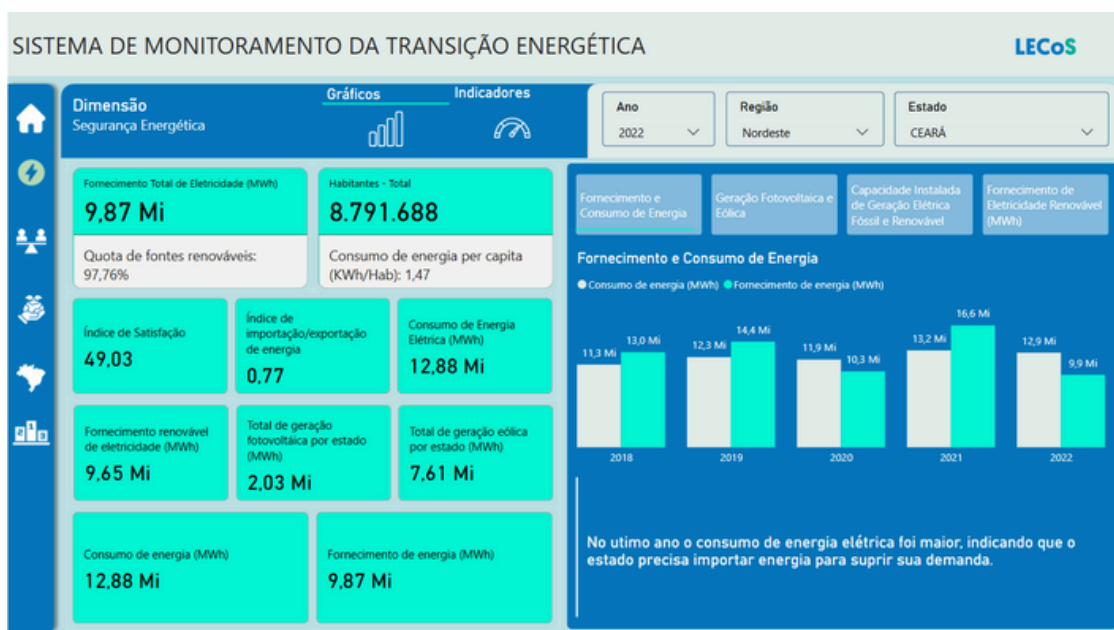 SISTEMA DE MONITORAMENTO DA TRANSIÇÃO ENERGÉTICA
LECoS
Dimensão
Segurança Energética
Gráficos
Indicadores
Ano
2022
Região
Nordeste
Estado
CEARÁ
Fornecimento Total de Eletricidade (MWh)
9,87 Mi
Quota de fontes renováveis:
97,76%
Habitantes - Total
8.791.688
Consumo de energia per capita
(KWh/Hab): 1,47
Índice de Satisfação
49,03
Índice de
importação/exportação
de energia
0,77
Consumo de Energia
Elétrica (MWh)
12,88 Mi
Fornecimento renovável
de eletricidade (MWh)
9,65 Mi
Total de geração
fotovoltáica por estado
(MWh)
2,03 Mi
Total de geração eólica
por estado (MWh)
7,61 Mi
Consumo de energia (MWh)
12,88 Mi
Fornecimento de energia (MWh)
9,87 Mi
Fornecimento e
Consumo de Energia
Geração Fotovoltaica e
Eólica
Capacidade Instalada
de Geração Elétrica
Fóssil e Renovável
Fornecimento de
Eletricidade Renovável
(MWh)
Fornecimento e Consumo de Energia
Consumo de energia (MWh) Fornecimento de energia (MWh)
11,3 Mi
13,0 Mi
12,3 Mi
14,4 Mi
11,9 Mi
10,3 Mi
13,2 Mi
16,6 Mi
12,9 Mi
9,9 Mi
2018
2019
2020
2021
2022
No utimo ano o consumo de energia elétrica foi maior, indicando que o
estado precisa importar energia para suprir sua demanda.